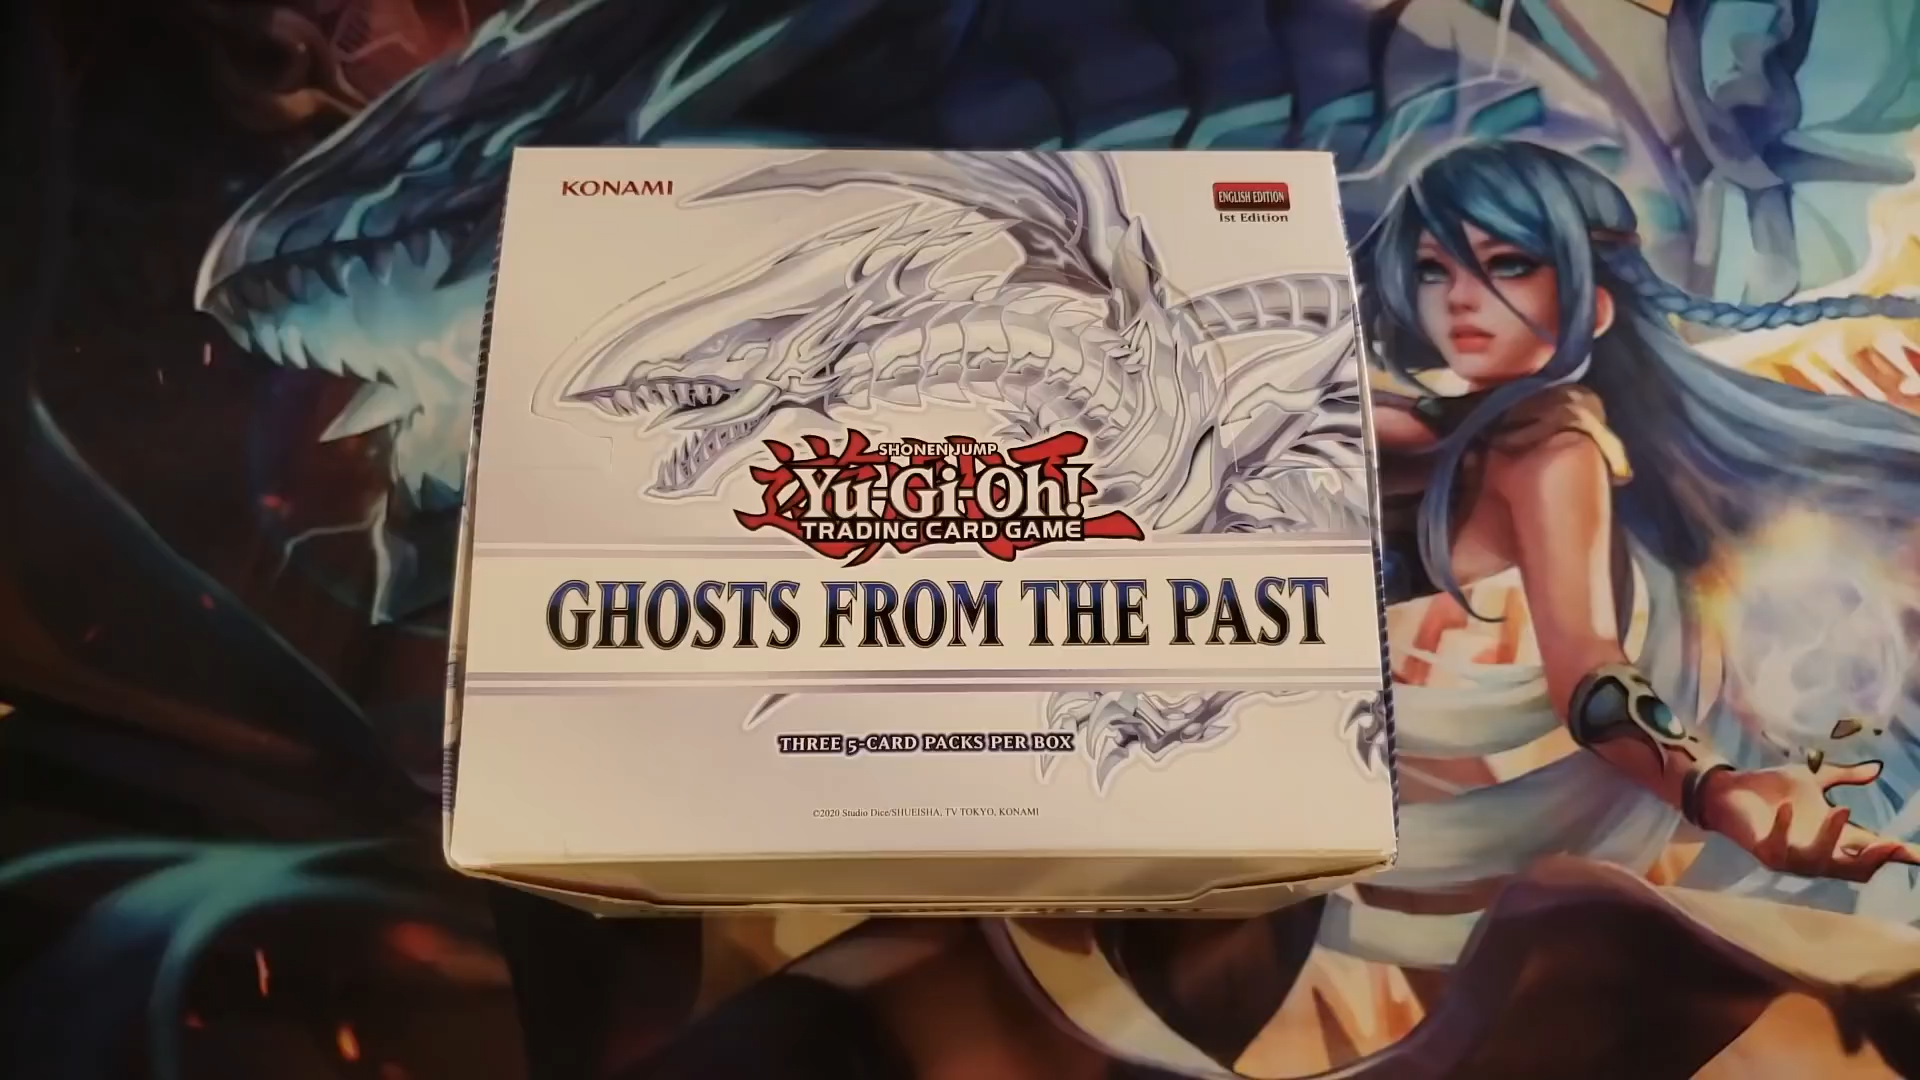 KONAMI
ENGLISH EDITION
1st Edition
SHONEN JUMP
Yu-Gi-Oh!
TRADING CARD GAME
GHOSTS FROM THE PAST
THREE 5-CARD PACKS PER BOX
©2020 Studio Dice/SHUEISHA, TV TOKYO, KONAMI